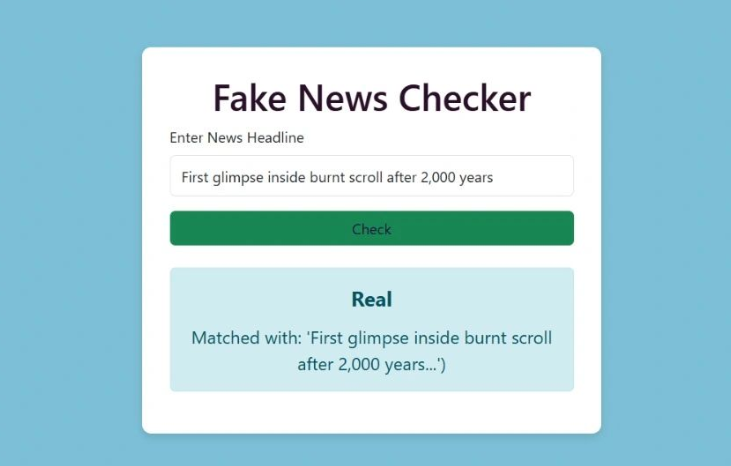 Fake News Checker
Enter News Headline
First glimpse inside burnt scroll after 2,000 years
Check
Real
Matched with: 'First glimpse inside burnt scroll
after 2,000 years...')